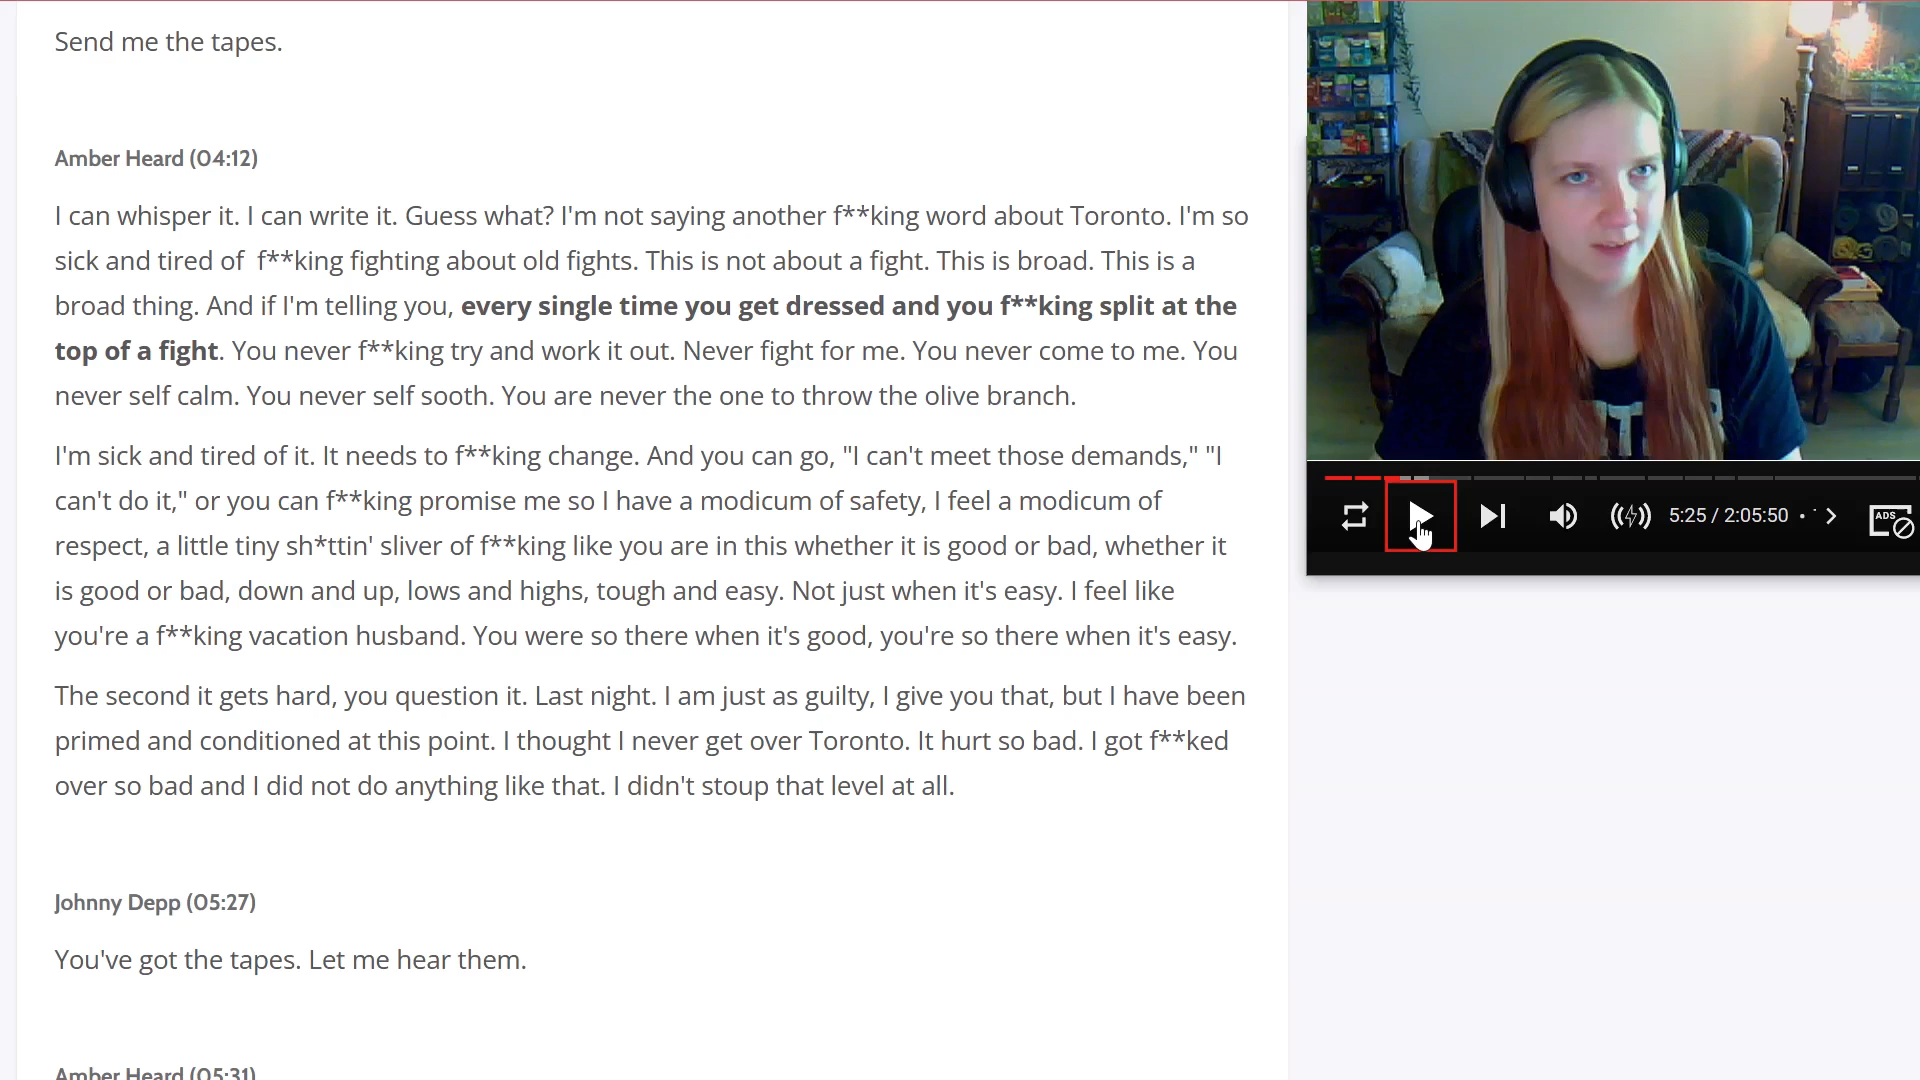 Send me the tapes.
Amber Heard (04:12)
I can whisper it. I can write it. Guess what? I'm not saying another f**king word about Toronto. I'm so
sick and tired of  f**king fighting about old fights. This is not about a fight. This is broad. This is a
broad thing. And if I'm telling you, every single time you get dressed and you f**king split at the
top of a fight. You never f**king try and work it out. Never fight for me. You never come to me. You
never self calm. You never self sooth. You are never the one to throw the olive branch.
I'm sick and tired of it. It needs to f**king change. And you can go, "I can't meet those demands," "I
can't do it," or you can f**king promise me so I have a modicum of safety, I feel a modicum of
respect, a little tiny sh*ttin' sliver of f**king like you are in this whether it is good or bad, whether it
is good or bad, down and up, lows and highs, tough and easy. Not just when it's easy. I feel like
you're a f**king vacation husband. You were so there when it's good, you're so there when it's easy.
The second it gets hard, you question it. Last night. I am just as guilty, I give you that, but I have been
primed and conditioned at this point. I thought I never get over Toronto. It hurt so bad. I got f**ked
over so bad and I did not do anything like that. I didn't stoup that level at all.
Johnny Depp (05:27)
You've got the tapes. Let me hear them.
Amber Heard (05:31)
5:25 / 2:05:50 •
ADS